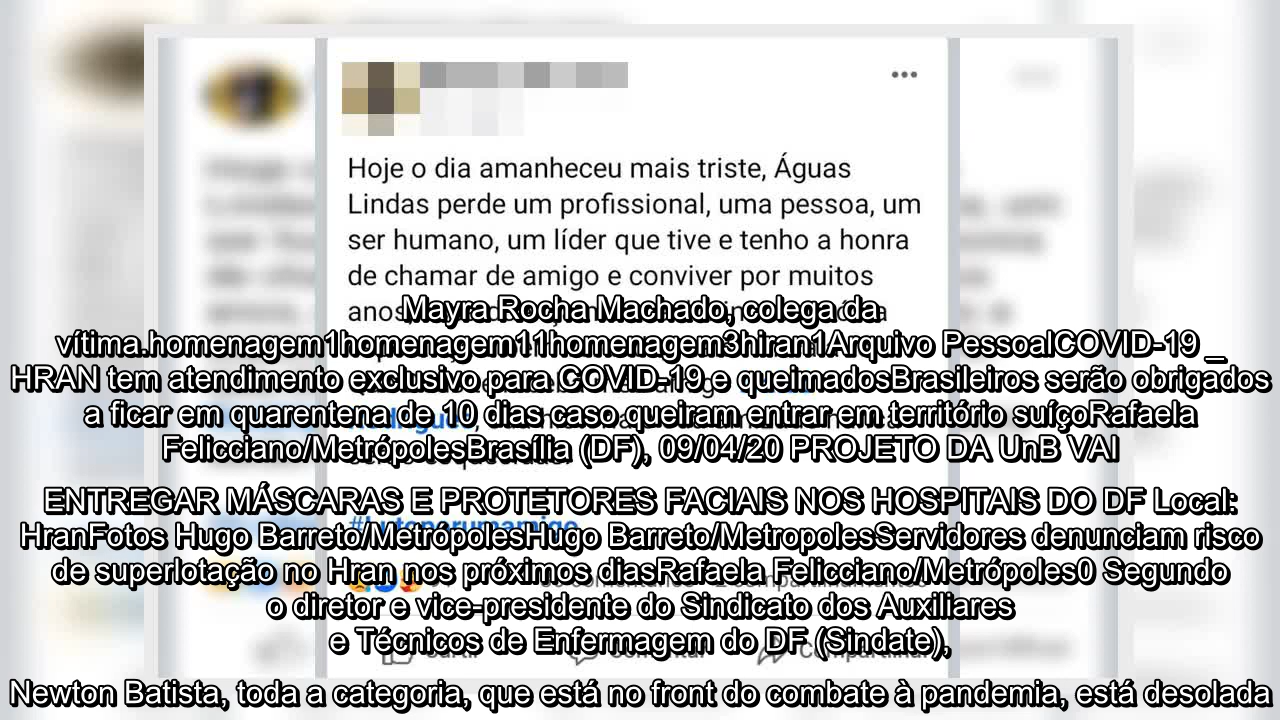 Hoje o dia amanheceu mais triste, Águas
Lindas perde um profissional, uma pessoa, um
ser humano, um líder que tive e tenho a honra
de chamar de amigo e conviver por muitos
anos,
Mayra Rocha Machado, colega da
vítima.homenagem1homenagem11homenagem3hiran1Arquivo PessoalCOVID-19 _
HRAN tem atendimento exclusivo para COVID-19 e queimadosBrasileiros serão obrigados
a ficar em quarentena de 10 dias caso queiram entrar em território suíçoRafaela
Felicciano/MetrópolesBrasília (DF), 09/04/20 PROJETO DA UnB VAI
ENTREGAR MÁSCARAS E PROTETORES FACIAIS NOS HOSPITAIS DO DF Local:
HranFotos Hugo Barreto/MetrópolesHugo Barreto/MetropolesServidores denunciam risco
#lutoporumamigo
de superlotação no Hran nos próximos diasRafaela Felicciano/Metrópoles0 Segundo
o diretor e vice-presidente do Sindicato dos Auxiliares
e Técnicos de Enfermagem do DF (Sindate),
Newton Batista, toda a categoria, que está no front do combate à pandemia, está desolada